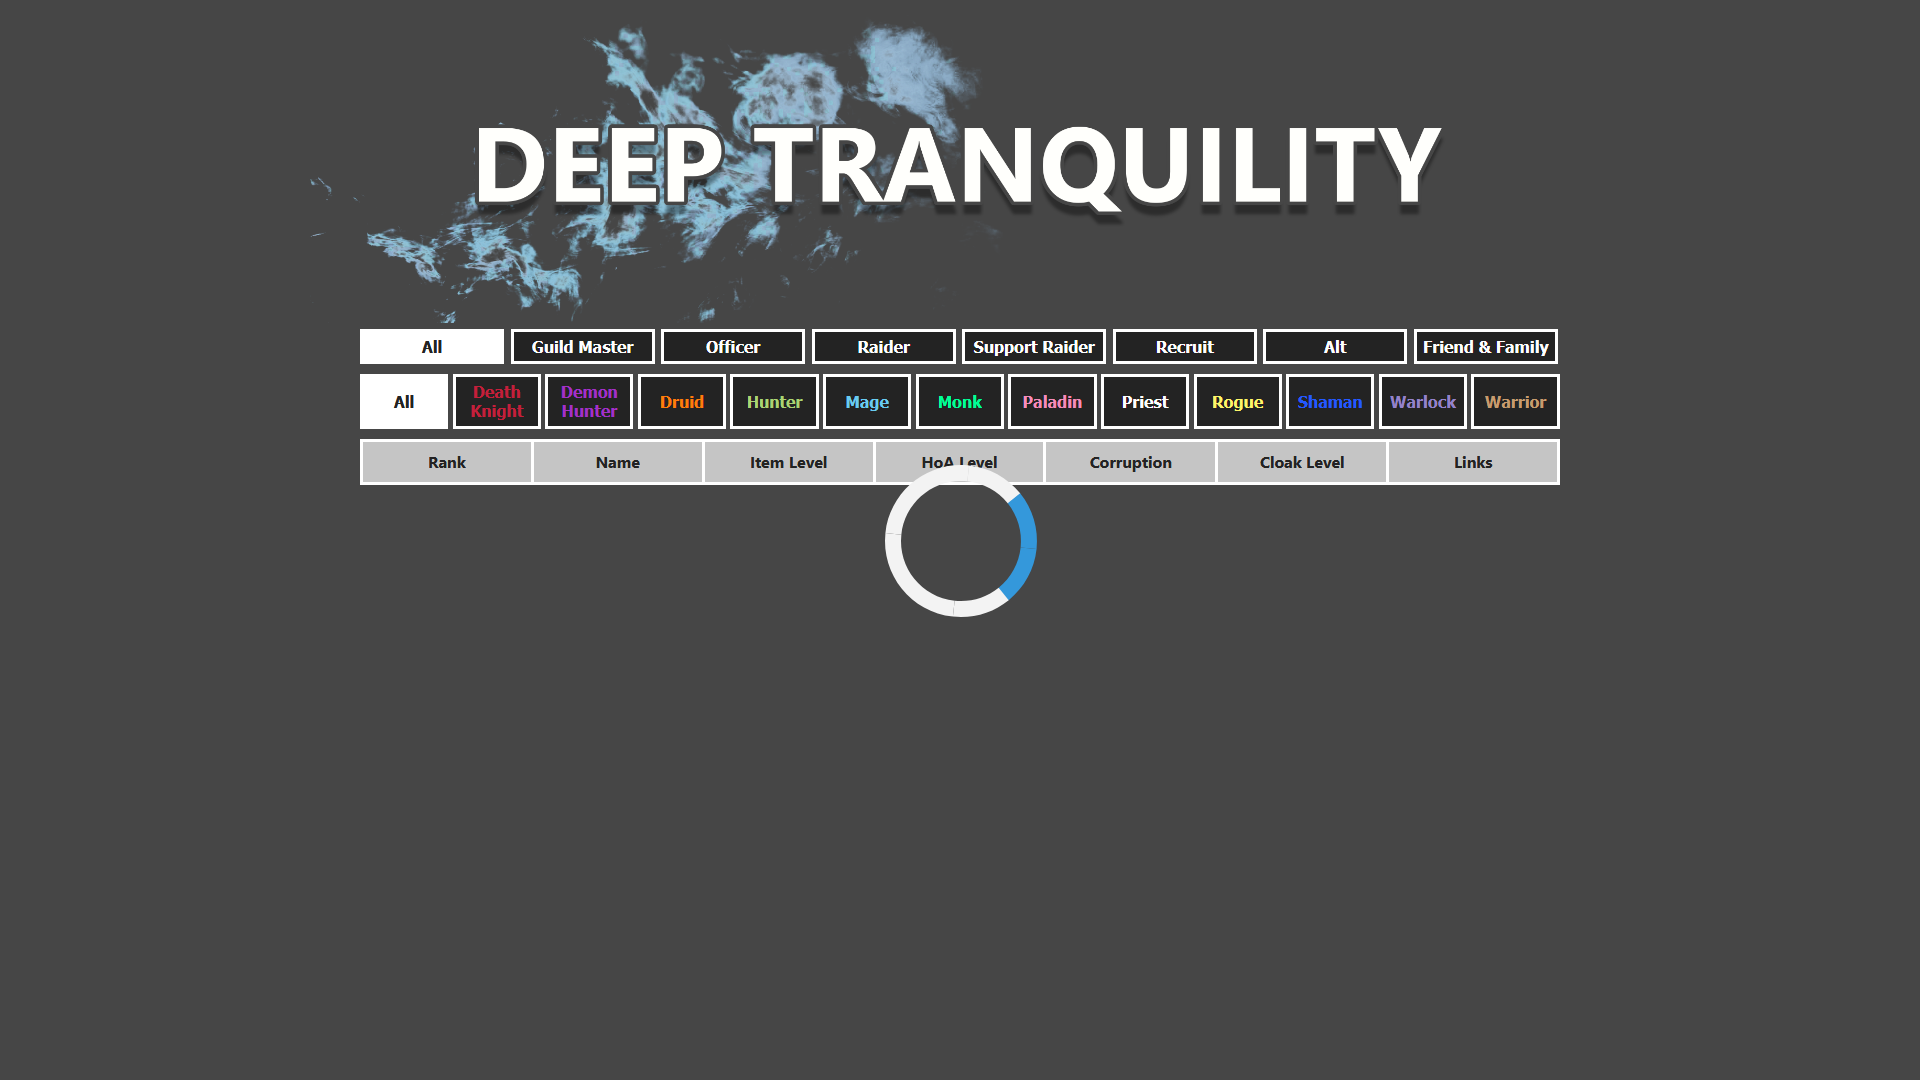 DEEP TRANQUILITY
All Guild Master Officer Raider Support Raider Recruit Alt Friend & Family
All Death Knight Demon Hunter Druid Hunter Mage Monk Paladin Priest Rogue Shaman Warlock Warrior
Rank Name Item Level HoA Level Corruption Cloak Level Links